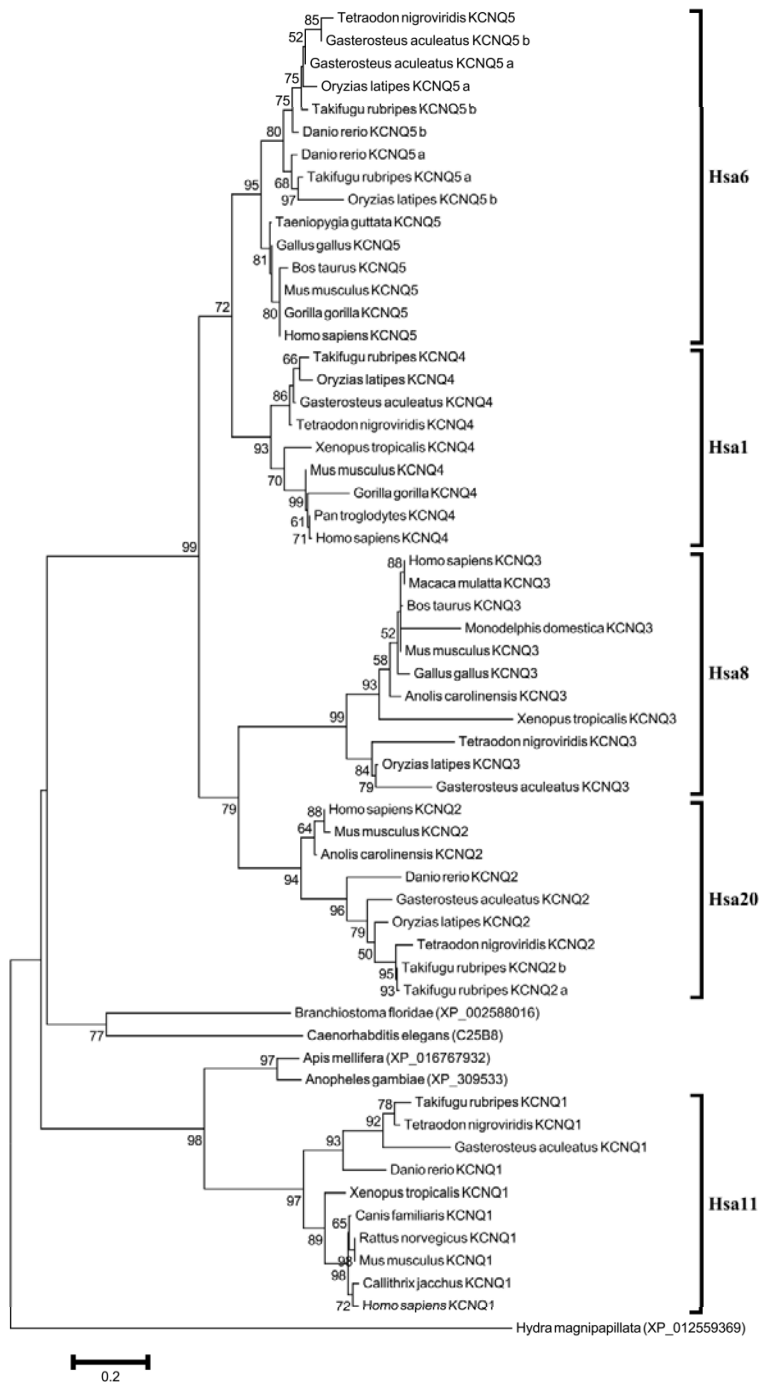 85
Tetraodon nigroviridis KCNQ5
52
Gasterosteus aculeatus KCNQ5 b
Gasterosteus aculeatus KCNQ5 a
75
Oryzias latipes KCNQ5 a
75
Takifugu rubripes KCNQ5 b
80
Danio rerio KCNQ5 b
Danio rerio KCNQ5 a
68
Takifugu rubripes KCNQ5 a
Hsa6
95
97
Oryzias latipes KCNQ5 b
Taeniopygia guttata KCNQ5
Gallus gallus KCNQ5
81
Bos taurus KCNQ5
Mus musculus KCNQ5
72
80
Gorilla gorilla KCNQ5
Homo sapiens KCNQ5
66
Takifugu rubripes KCNQ4
Oryzias latipes KCNQ4
86
Gasterosteus aculeatus KCNQ4
Tetraodon nigroviridis KCNQ4
93
Xenopus tropicalis KCNQ4
Hsa1
Mus musculus KCNQ4
70
Gorilla gorilla KCNQ4
99
Pan troglodytes KCNQ4
61
71
Homo sapiens KCNQ4
99
88
Homo sapiens KCNQ3
Macaca mulatta KCNQ3
Bos taurus KCNQ3
Monodelphis domestica KCNQ3
52
Mus musculus KCNQ3
58
Gallus gallus KCNQ3
Hsa8
93
Anolis carolinensis KCNQ3
99
Xenopus tropicalis KCNQ3
Tetraodon nigroviridis KCNQ3
84
Oryzias latipes KCNQ3
79
Gasterosteus aculeatus KCNQ3
79
88
Homo sapiens KCNQ2
64
Mus musculus KCNQ2
Anolis carolinensis KCNQ2
94
Danio rerio KCNQ2
96
Gasterosteus aculeatus KCNQ2
Hsa20
79
Oryzias latipes KCNQ2
50
Tetraodon nigroviridis KCNQ2
95
Takifugu rubripes KCNQ2 b
93
Takifugu rubripes KCNQ2 a
Branchiostoma floridae (XP_002588016)
77
Caenorhabditis elegans (C25B8)
97
Apis mellifera (XP_016767932)
Anopheles gambiae (XP_309533)
98
78
Takifugu rubripes KCNQ1
92
Tetraodon nigroviridis KCNQ1
93
Gasterosteus aculeatus KCNQ1
Danio rerio KCNQ1
97
Xenopus tropicalis KCNQ1
Hsa11
65
Canis familiaris KCNQ1
89
Rattus norvegicus KCNQ1
98
Mus musculus KCNQ1
98
Callithrix jacchus KCNQ1
72
Homo sapiens KCNQ1
Hydra magnipapillata (XP_012559369)
0.2